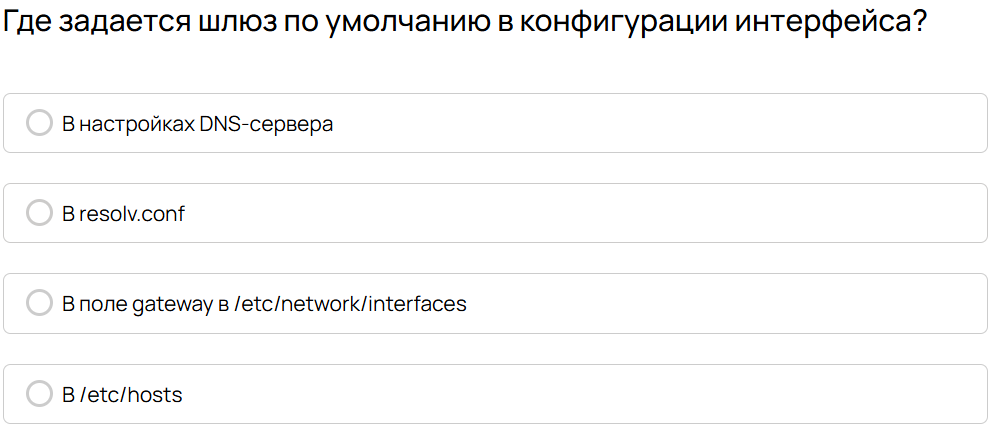 Где задается шлюз по умолчанию в конфигурации интерфейса?
В настройках DNS-сервера
В resolv.conf
В поле gateway в /etc/network/interfaces
В /etc/hosts